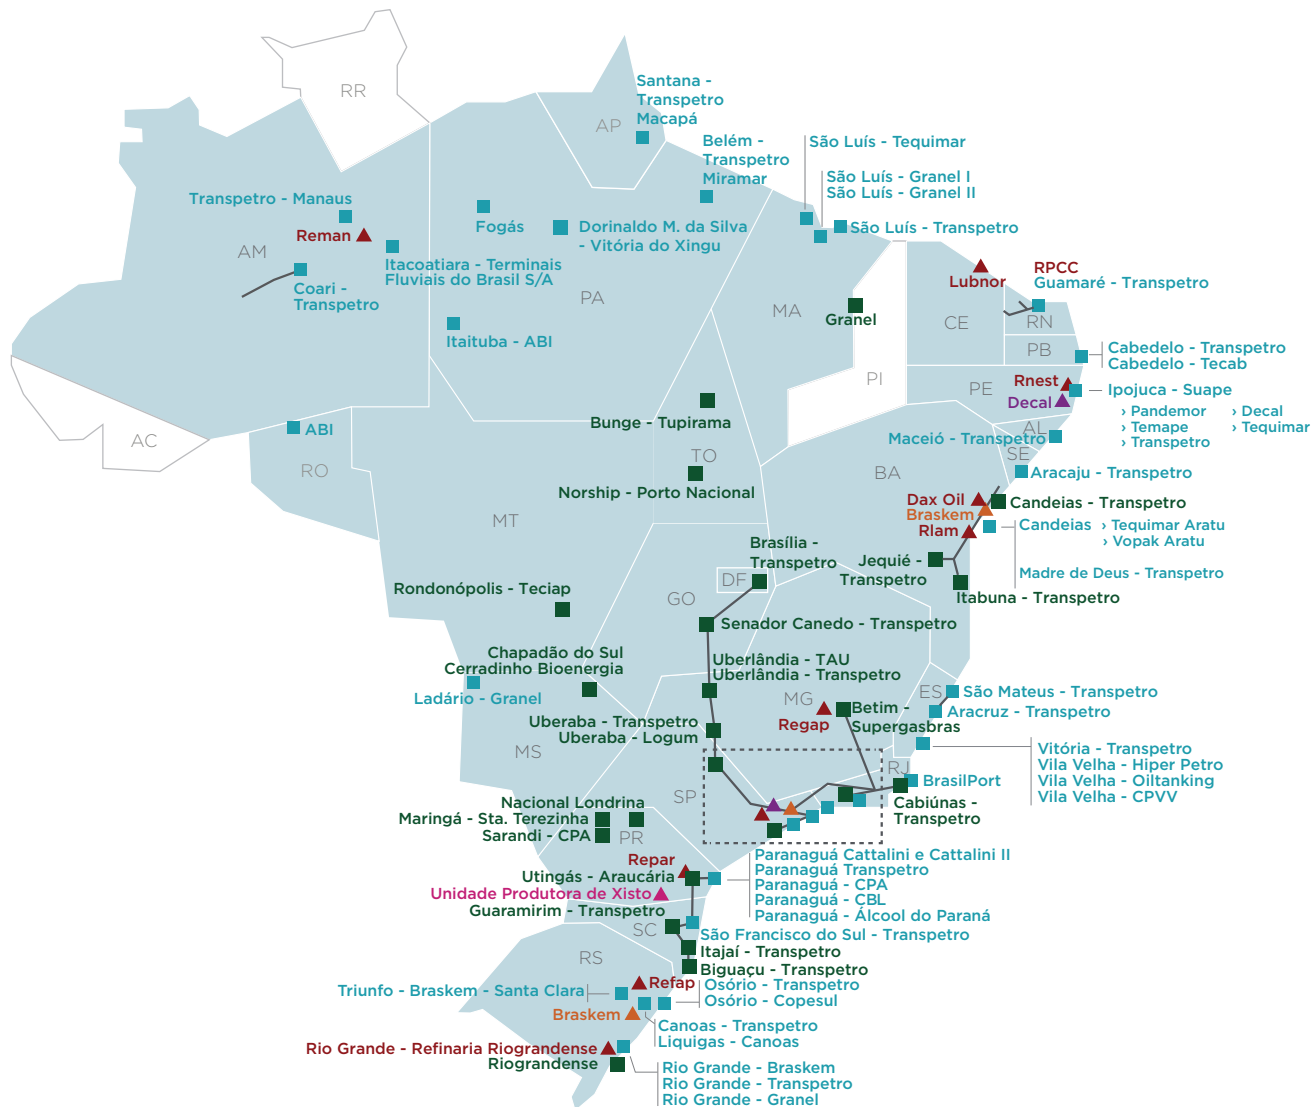 RR
Santana -
Transpetro
Macapá
AP
Belém -
Transpetro
Miramar
São Luís - Tequimar
São Luís - Granel I
São Luís - Granel II
São Luís - Transpetro
Transpetro - Manaus
Reman
AM
Fogás
Dorinaldo M. da Silva
- Vitória do Xingu
Itacoatiara - Terminais
Fluviais do Brasil S/A
Coari -
Transpetro
PA
Itaituba - ABI
MA
Granel
Lubnor
RPCC
Guamaré - Transpetro
CE
RN
PB
Cabedelo - Transpetro
Cabedelo - Tecab
PI
PE
Rnest
Decal
Ipojuca - Suape
› Pandemor
› Decal
› Temape
› Tequimar
› Transpetro
AC
ABI
RO
Bunge - Tupirama
TO
Norship - Porto Nacional
AL
Maceió - Transpetro
SE
Aracaju - Transpetro
BA
Dax Oil
Braskem
Rlam
Candeias - Transpetro
Candeias
› Tequimar Aratu
› Vopak Aratu
Madre de Deus - Transpetro
MT
Brasília -
Transpetro
DF
Jequié -
Transpetro
Itabuna - Transpetro
Rondonópolis - Teciap
GO
Senador Canedo - Transpetro
Chapadão do Sul
Cerradinho Bioenergia
Ladário - Granel
Uberlândia - TAU
Uberlândia - Transpetro
MG
Regap
Betim -
Supergasbras
ES
São Mateus - Transpetro
Aracruz - Transpetro
Uberaba - Transpetro
Uberaba - Logum
MS
Vitória - Transpetro
Vila Velha - Hiper Petro
Vila Velha - Oiltanking
Vila Velha - CPVV
RJ
BrasilPort
Cabiúnas -
Transpetro
SP
Nacional Londrina
Maringá - Sta. Terezinha
Sarandi - CPA
PR
Repar
Utingás - Araucária
Unidade Produtora de Xisto
Guaramirim - Transpetro
Paranaguá Cattalini e Cattalini II
Paranaguá Transpetro
Paranaguá - CPA
Paranaguá - CBL
Paranaguá - Álcool do Paraná
SC
São Francisco do Sul - Transpetro
Itajaí - Transpetro
Biguaçu - Transpetro
RS
Refap
Triunfo - Braskem - Santa Clara
Osório - Transpetro
Osório - Copesul
Braskem
Canoas - Transpetro
Liquigas - Canoas
Rio Grande - Refinaria Riograndense
Riograndense
Rio Grande - Braskem
Rio Grande - Transpetro
Rio Grande - Granel